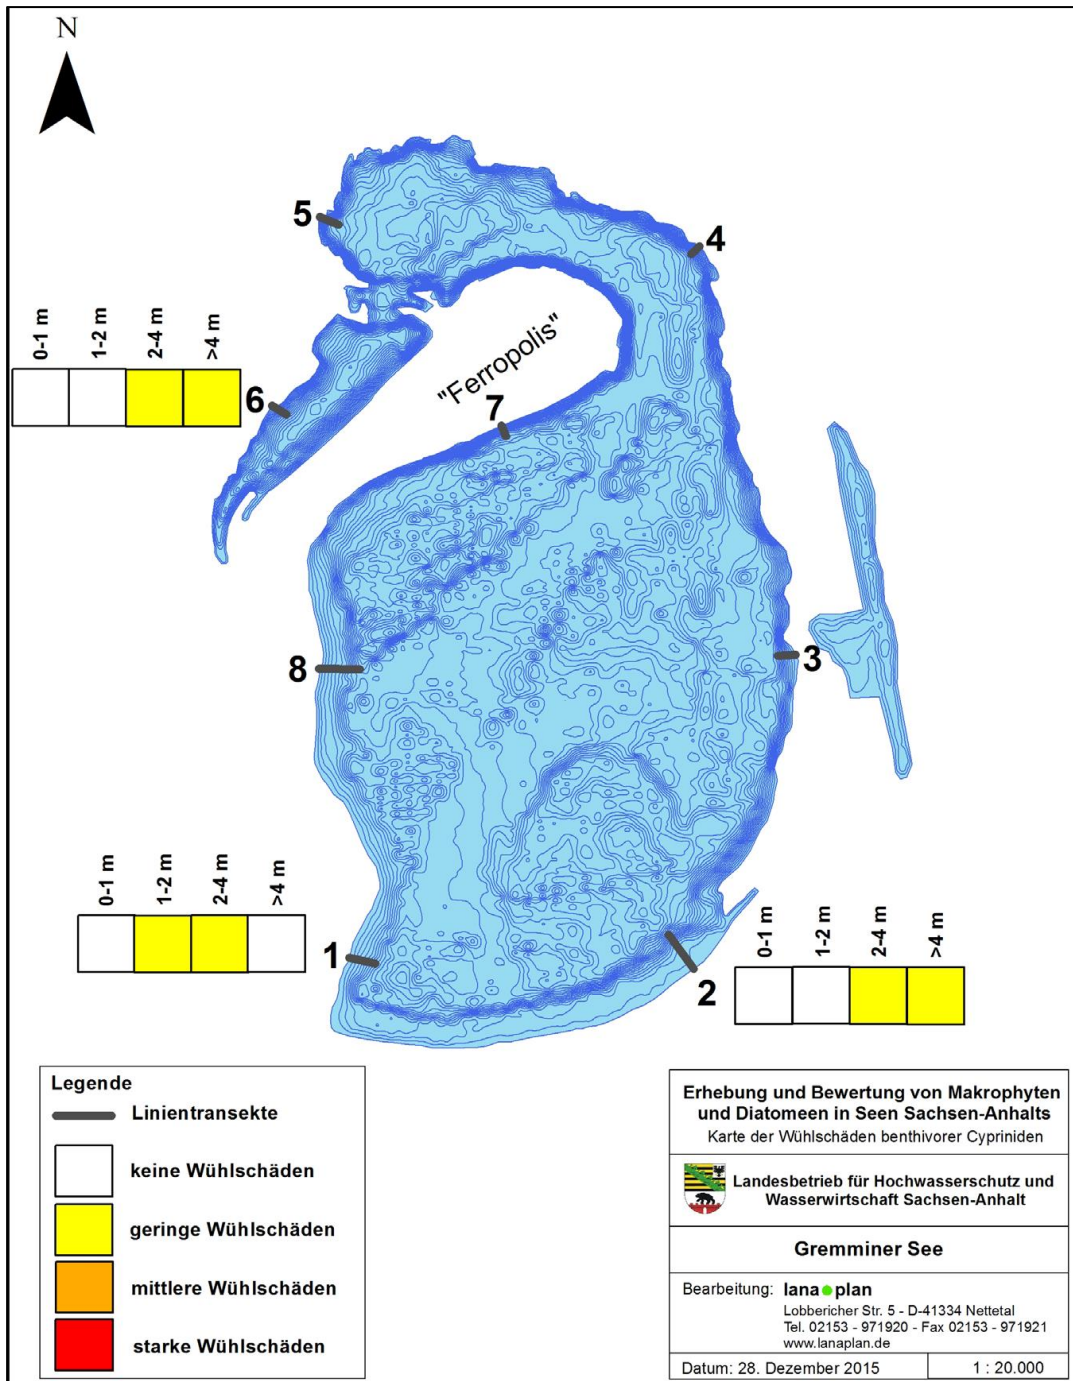 N
5
4
0-1 m
1-2 m
2-4 m
>4 m
6
"Ferropolis"
7
8
3
0-1 m
1-2 m
2-4 m
>4 m
1
2
0-1 m
1-2 m
2-4 m
>4 m
Legende
Linientransekte
keine Wühlschäden
geringe Wühlschäden
mittlere Wühlschäden
starke Wühlschäden
Erhebung und Bewertung von Makrophyten
und Diatomeen in Seen Sachsen-Anhalts
Karte der Wühlschäden benthivorer Cypriniden
Landesbetrieb für Hochwasserschutz und
Wasserwirtschaft Sachsen-Anhalt
Gremminer See
Bearbeitung: lana plan
Lobbericher Str. 5 - D-41334 Nettetal
Tel. 02153 - 971920 - Fax 02153 - 971921
www.lanaplan.de
Datum: 28. Dezember 2015
1 : 20.000